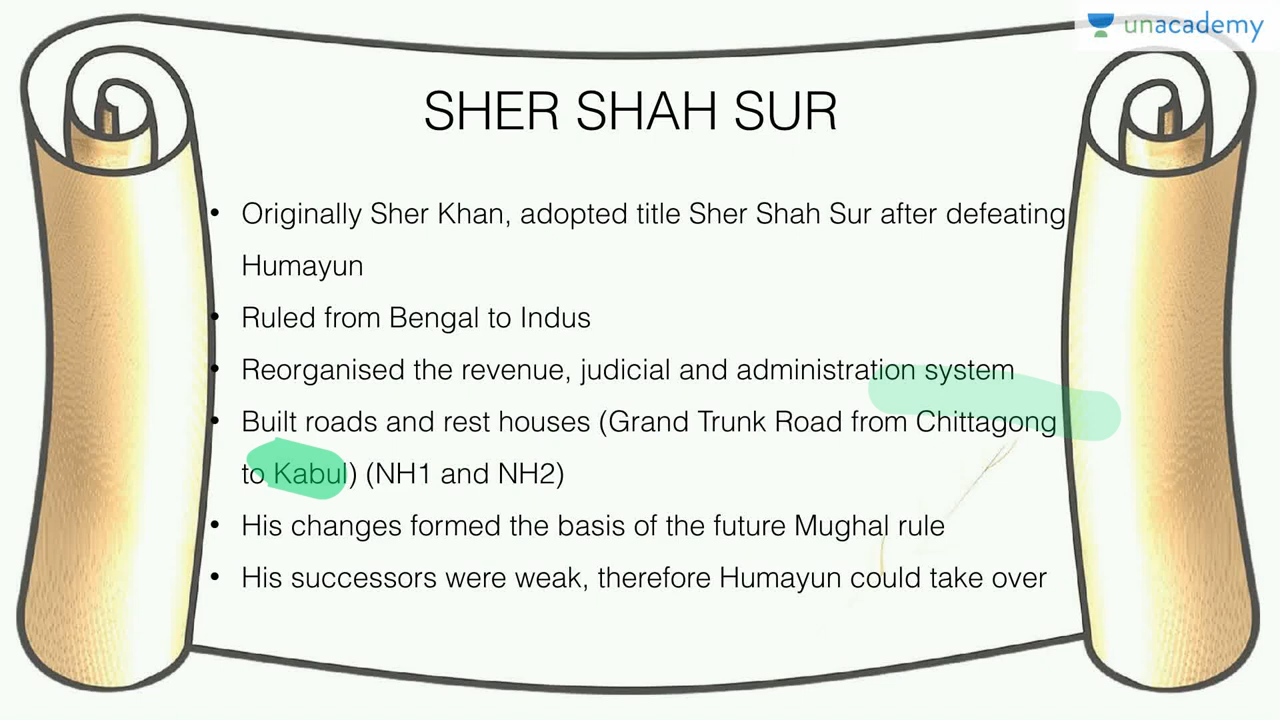 unacademy
SHER SHAH SUR
• Originally Sher Khan, adopted title Sher Shah Sur after defeating
Humayun
• Ruled from Bengal to Indus
• Reorganised the revenue, judicial and administration system
• Built roads and rest houses (Grand Trunk Road from Chittagong
to Kabul) (NH1 and NH2)
• His changes formed the basis of the future Mughal rule
• His successors were weak, therefore Humayun could take over